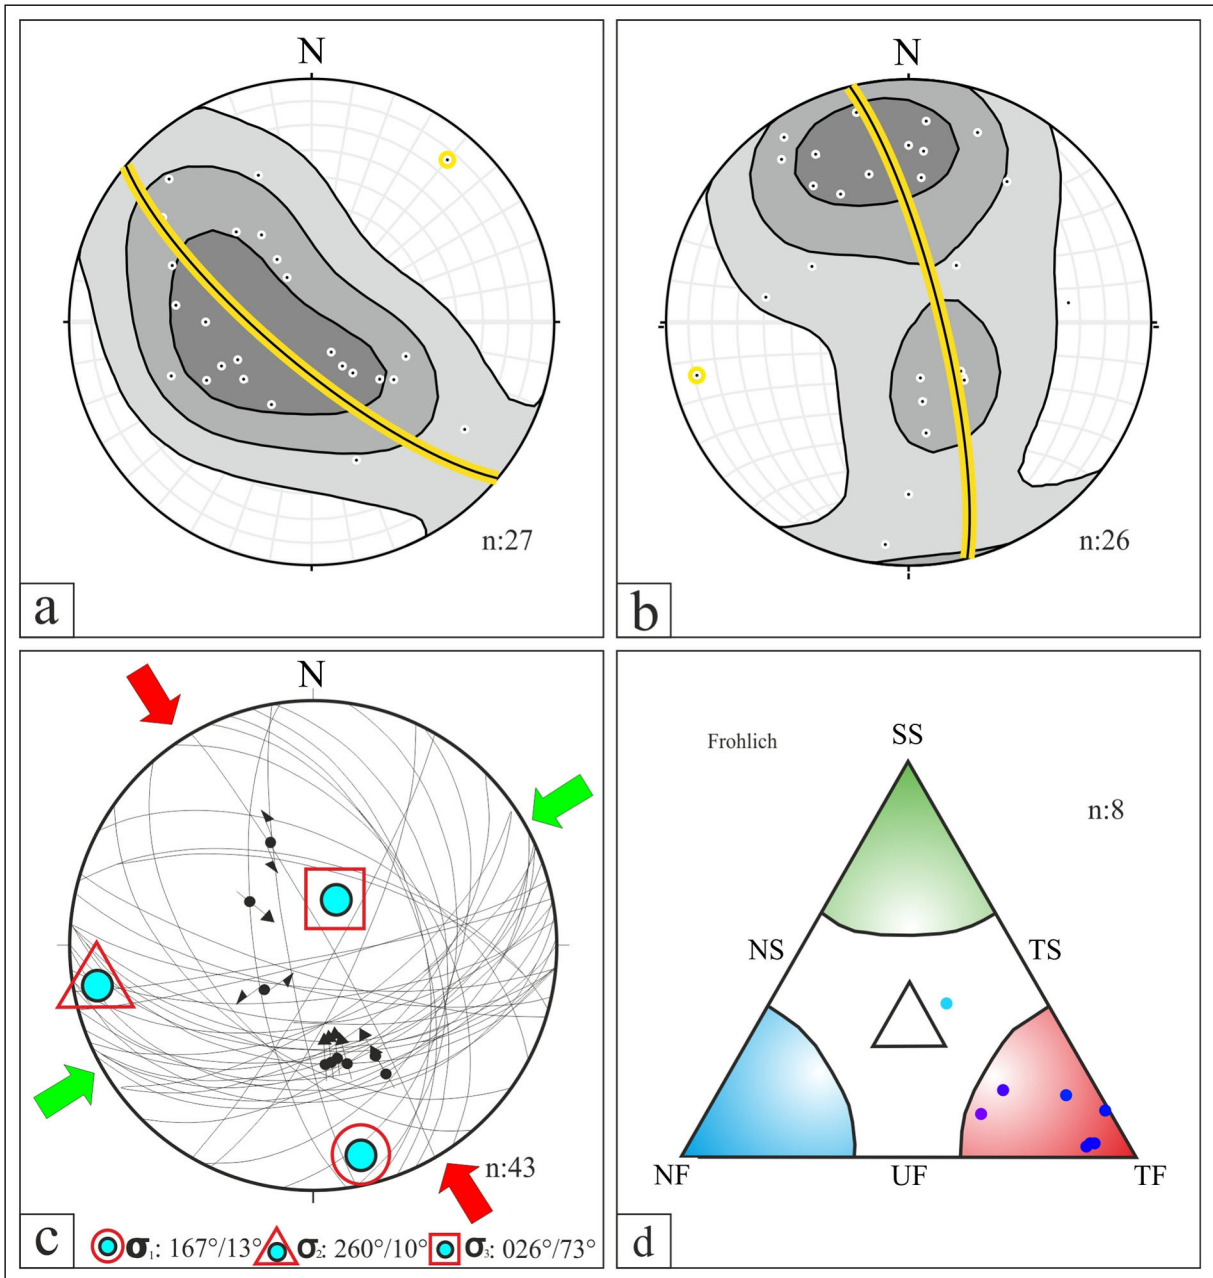 N
n:27
a
N
n:26
b
N
n:43
c
σ1: 167°/13° σ2: 260°/10° σ3: 026°/73°
Frohlich
SS
n:8
NS
TS
NF
UF
TF
d